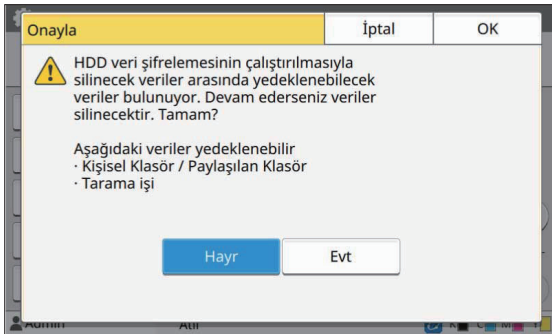 Onayla
İptal
OK
HDD veri şifrelemesinin çalıştırılmasıyla
silinecek veriler arasında yedeklenebilecek
veriler bulunuyor. Devam ederseniz veriler
silinecektir. Tamam?
Aşağıdaki veriler yedeklenebilir
· Kişisel Klasör / Paylaşılan Klasör
· Tarama işi
Hayr
Evt
Admin